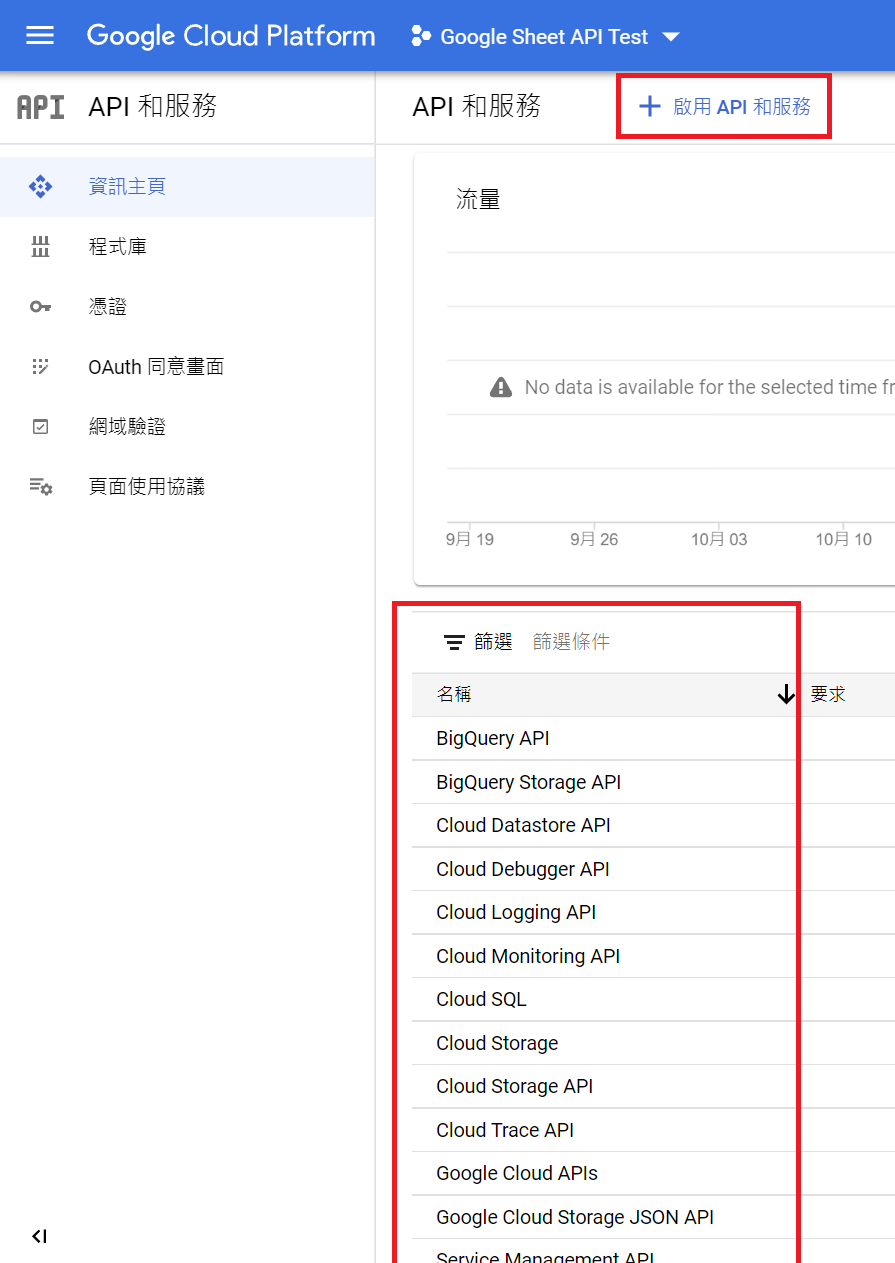 Google Cloud Platform
Google Sheet API Test
API API 和服務
API 和服務
啟用 API 和服務
資訊主頁
程式庫
憑證
OAuth 同意畫面
網域驗證
頁面使用協議
流量
No data is available for the selected time fr
9月 19
9月 26
10月 03
10月 10
篩選 篩選條件
名稱
要求
BigQuery API
BigQuery Storage API
Cloud Datastore API
Cloud Debugger API
Cloud Logging API
Cloud Monitoring API
Cloud SQL
Cloud Storage
Cloud Storage API
Cloud Trace API
Google Cloud APIs
Google Cloud Storage JSON API
Service Management API